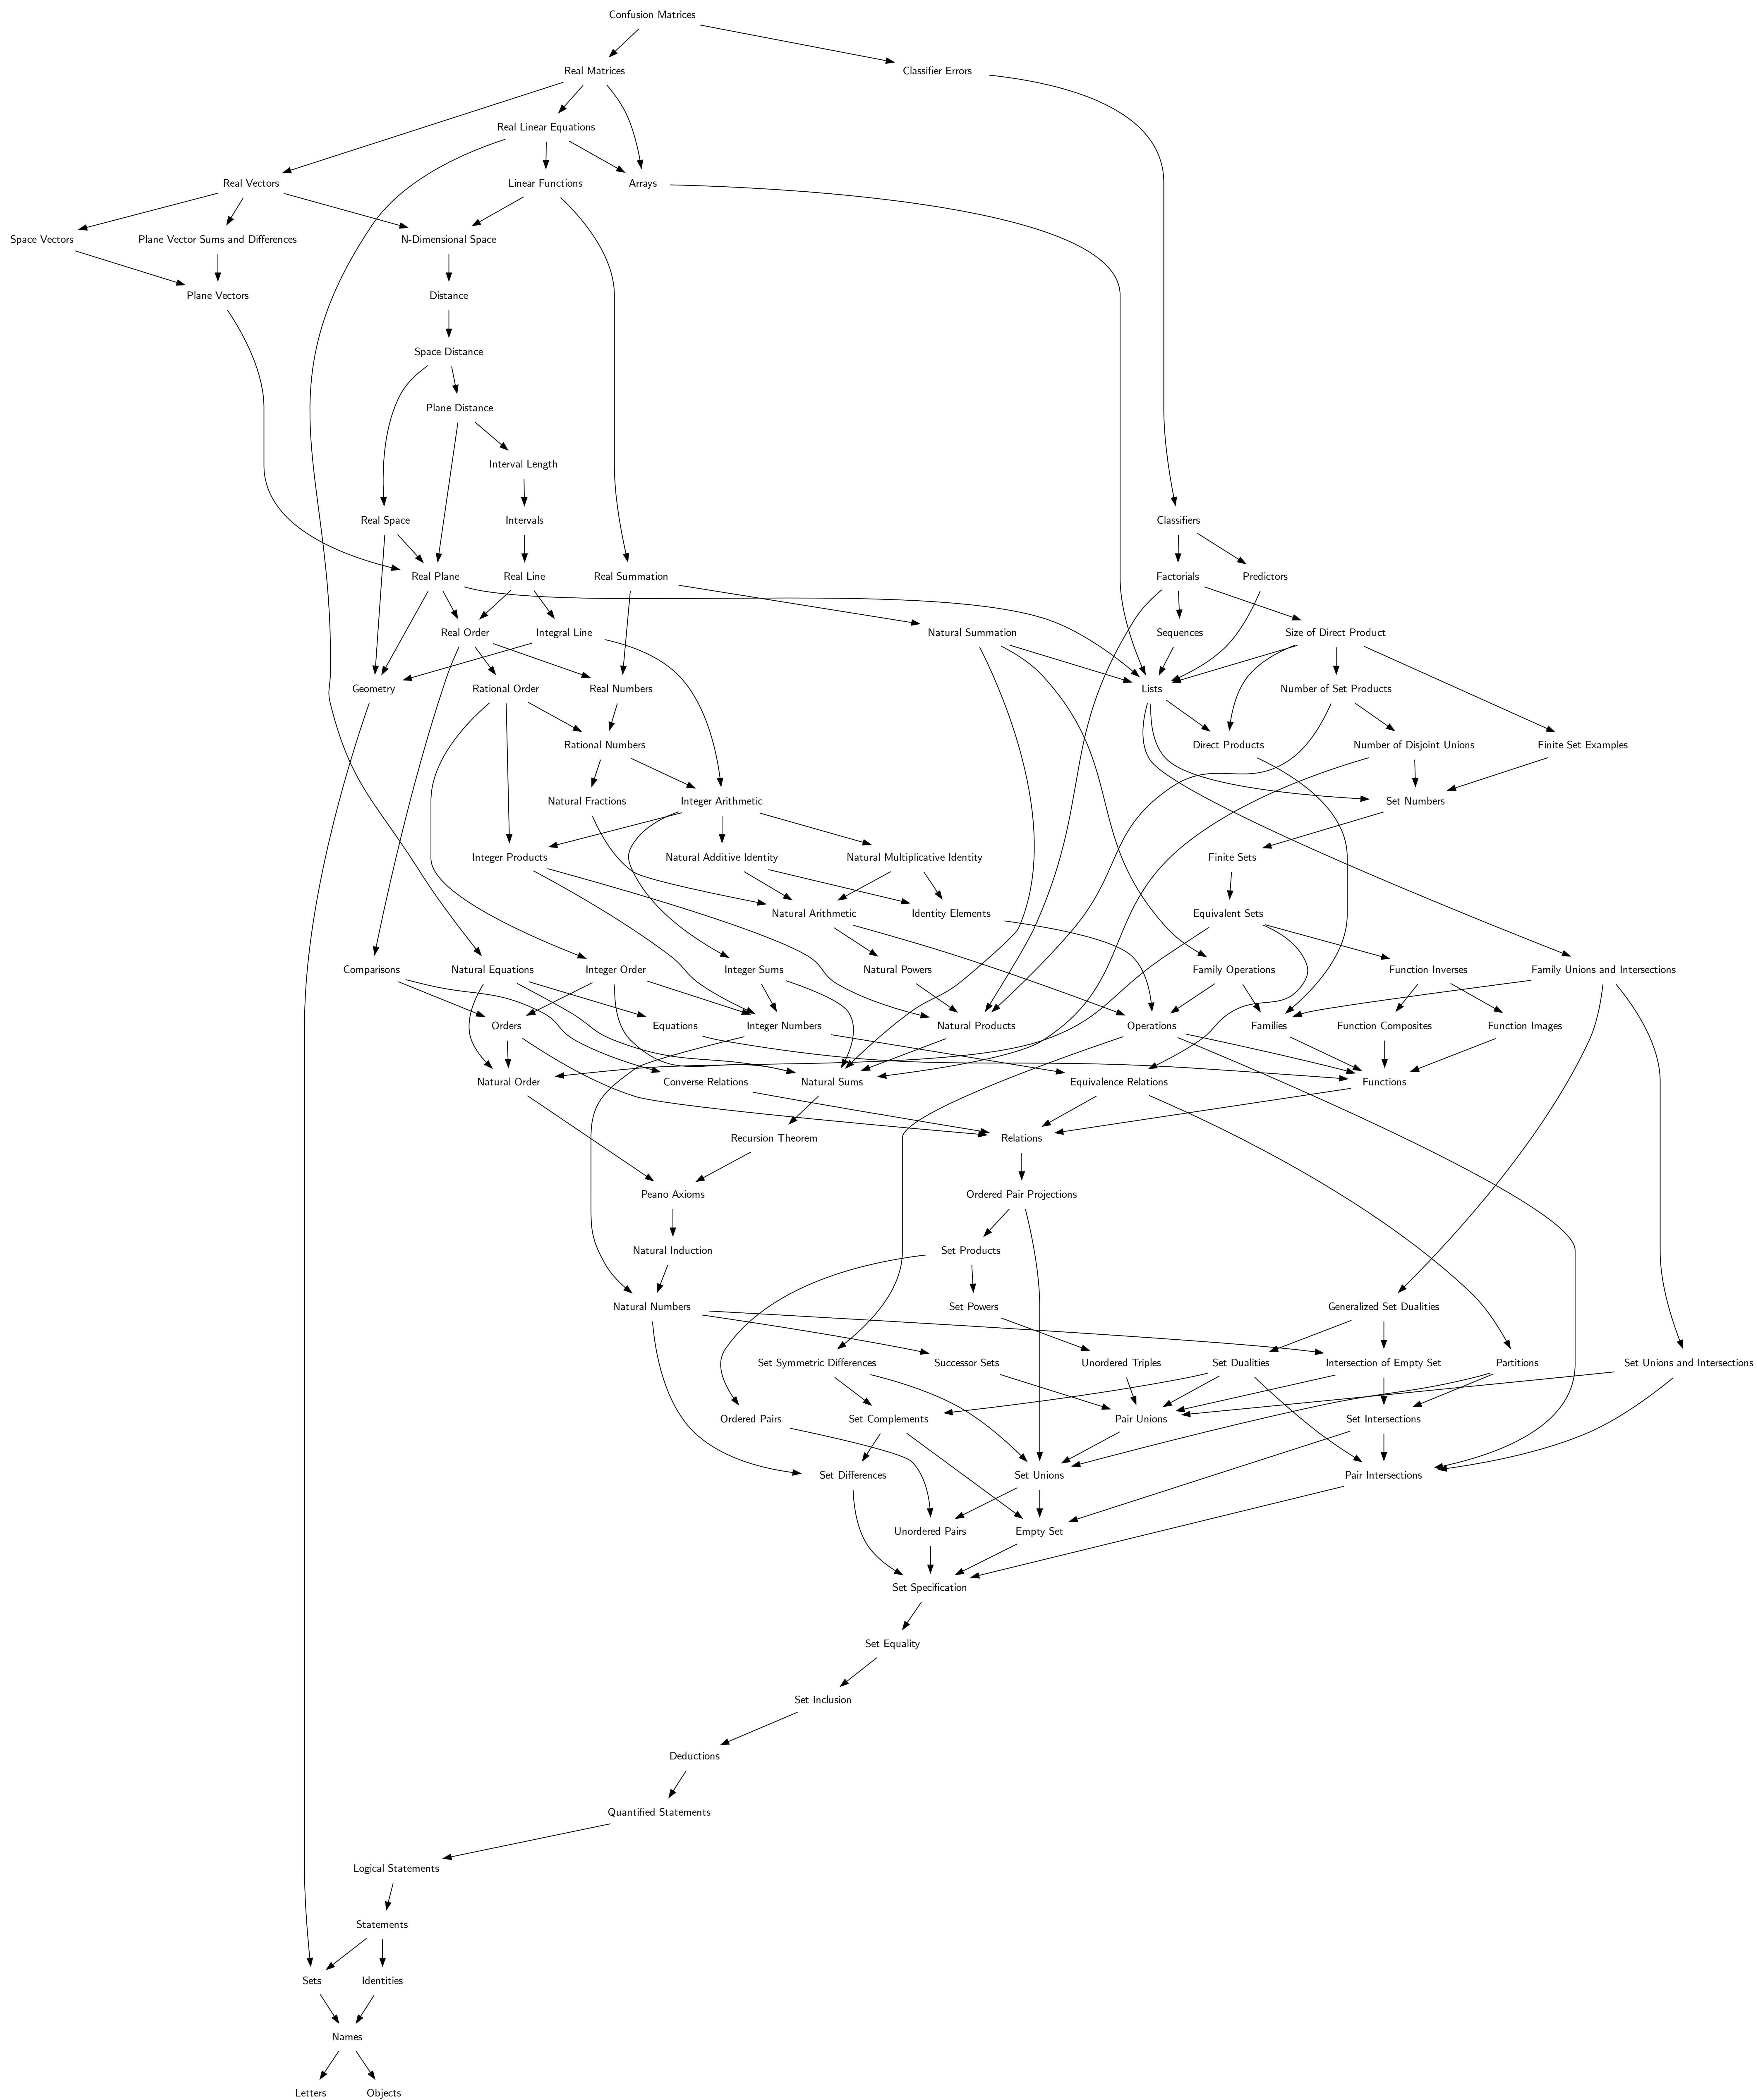 Confusion Matrices
Real Matrices
Classifier Errors
Real Linear Equations
Real Vectors
Linear Functions
Arrays
Space Vectors
Plane Vector Sums and Differences
N-Dimensional Space
Plane Vectors
Distance
Space Distance
Plane Distance
Interval Length
Real Space
Intervals
Classifiers
Real Plane
Real Line
Real Summation
Factorials
Predictors
Real Order
Integral Line
Natural Summation
Sequences
Size of Direct Product
Geometry
Rational Order
Real Numbers
Lists
Number of Set Products
Rational Numbers
Direct Products
Number of Disjoint Unions
Finite Set Examples
Natural Fractions
Integer Arithmetic
Set Numbers
Integer Products
Natural Additive Identity
Natural Multiplicative Identity
Finite Sets
Natural Arithmetic
Identity Elements
Equivalent Sets
Comparisons
Natural Equations
Integer Order
Integer Sums
Natural Powers
Family Operations
Function Inverses
Family Unions and Intersections
Orders
Equations
Integer Numbers
Natural Products
Operations
Families
Function Composites
Function Images
Natural Order
Converse Relations
Natural Sums
Equivalence Relations
Functions
Recursion Theorem
Relations
Peano Axioms
Ordered Pair Projections
Natural Induction
Set Products
Natural Numbers
Set Powers
Generalized Set Dualities
Set Symmetric Differences
Successor Sets
Unordered Triples
Set Dualities
Intersection of Empty Set
Partitions
Set Unions and Intersections
Ordered Pairs
Set Complements
Pair Unions
Set Intersections
Set Differences
Set Unions
Pair Intersections
Unordered Pairs
Empty Set
Set Specification
Set Equality
Set Inclusion
Deductions
Quantified Statements
Logical Statements
Statements
Sets
Identities
Names
Letters
Objects